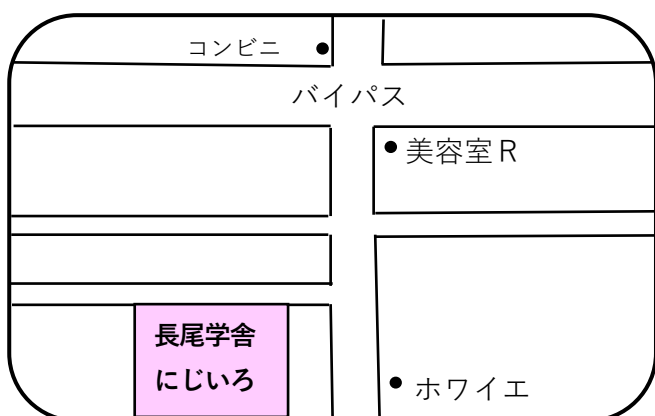 コンビニ
バイパス
美容室R
長尾学舎
にじいろ
ホワイエ